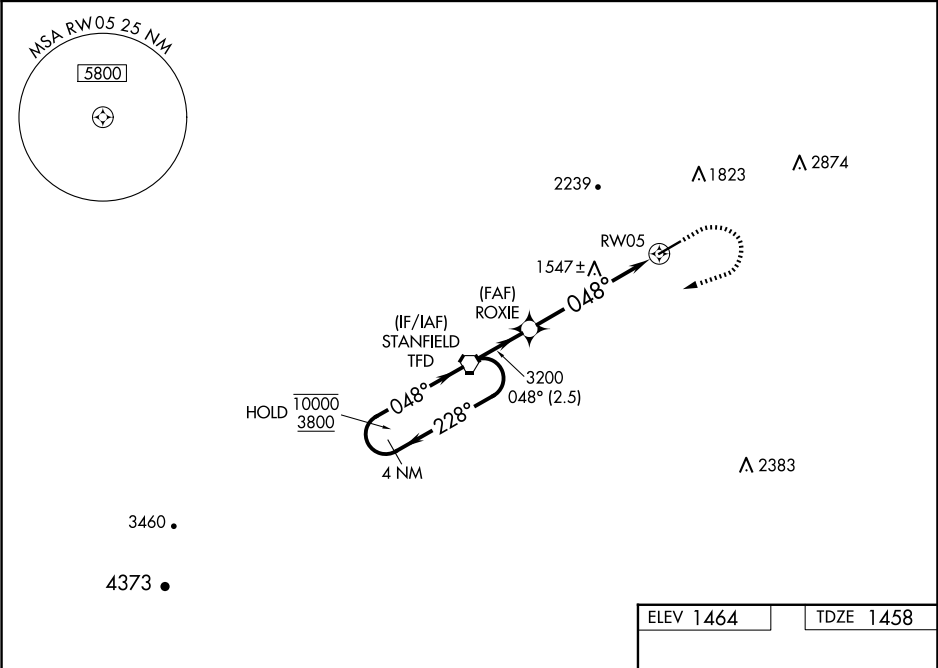 MSA RW05 25 NM
5800
2239
1823
2874
RW05
1547±
048°
(FAF)
ROXIE
(IF/IAF)
STANFIELD
TFD
3200
048° (2.5)
HOLD
10000
3800
048°
228°
4 NM
2383
3460
4373
ELEV 1464
TDZE 1458